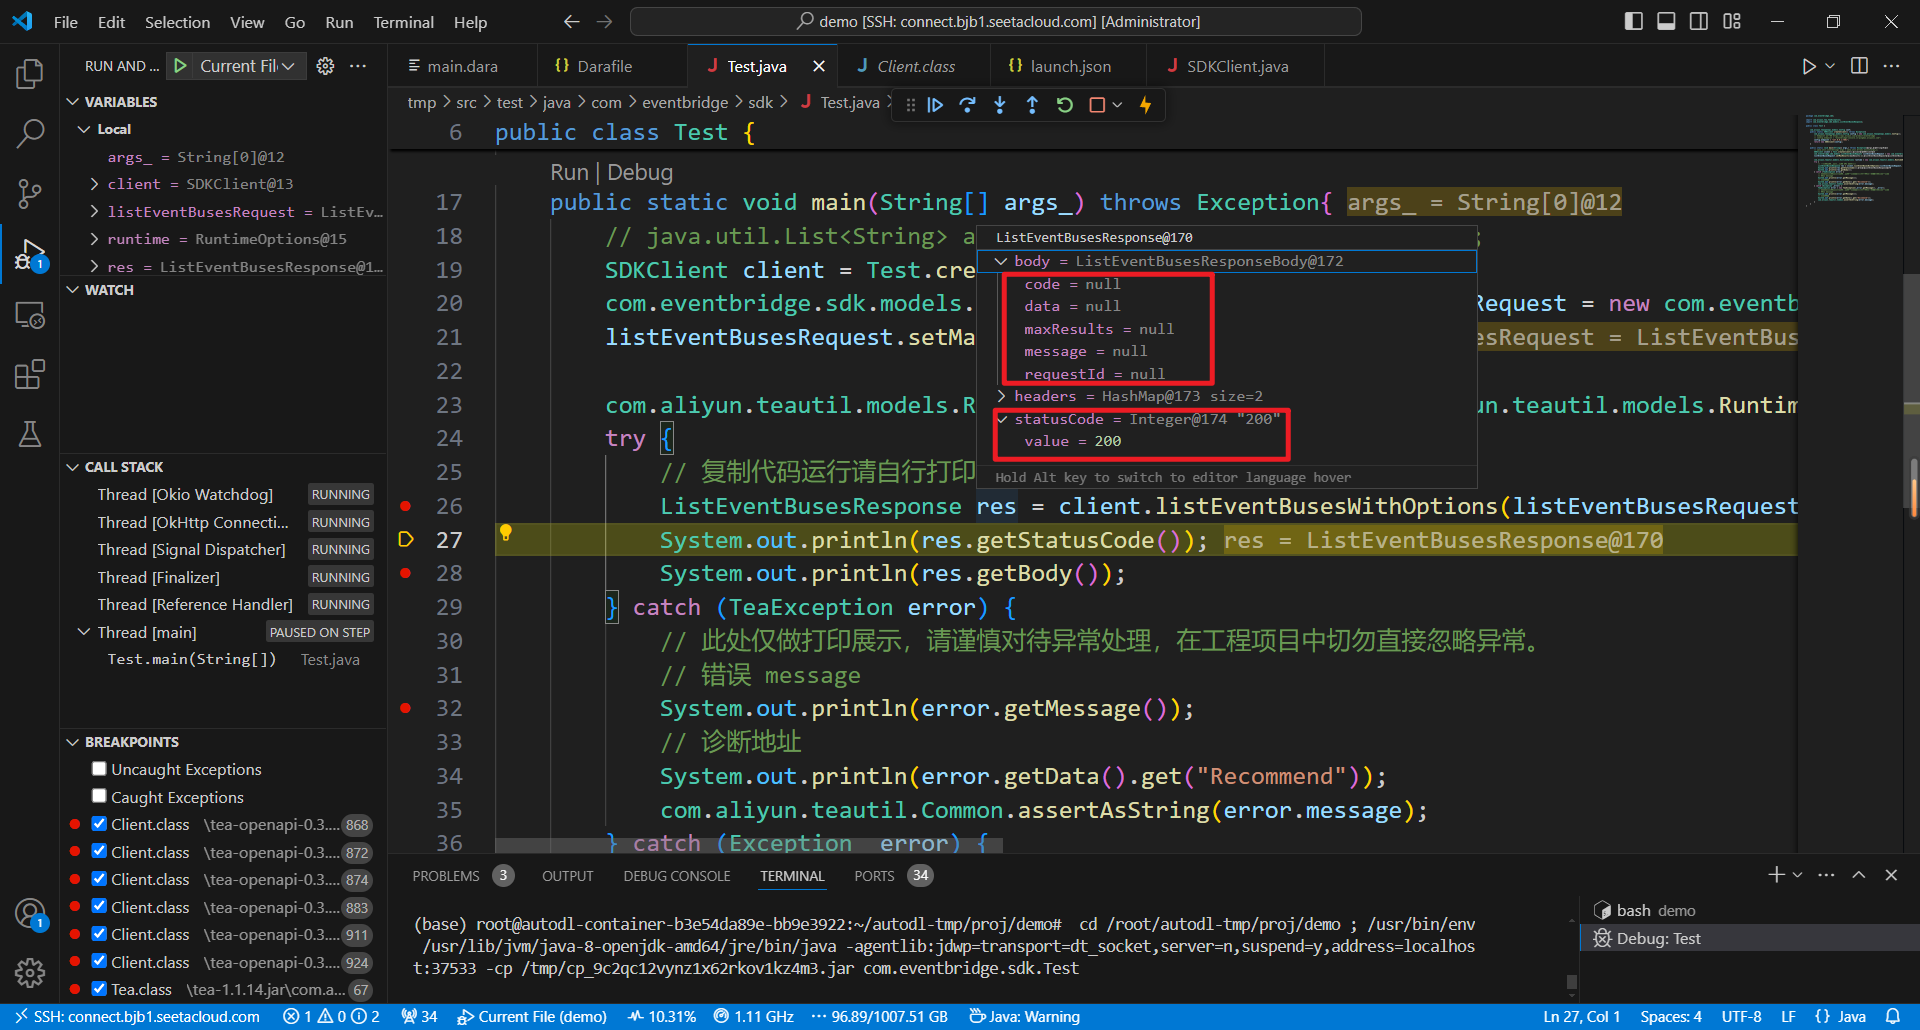 File Edit Selection View Go Run Terminal Help
demo [SSH: connect.bjb1.seetacloud.com] [Administrator]
RUN AND ... Current Fil
main.dara
Darafile
Test.java
Client.class
launch.json
SDKClient.java
tmp > src > test > java > com > eventbridge > sdk > Test.java >
VARIABLES
Local
args_ = String[0]@12
client = SDKClient@13
listEventBusesRequest = ListEv...
runtime = RuntimeOptions@15
res = ListEventBusesResponse@1...
WATCH
CALL STACK
Thread [Okio Watchdog] RUNNING
Thread [OkHttp Connecti... RUNNING
Thread [Signal Dispatcher] RUNNING
Thread [Finalizer] RUNNING
Thread [Reference Handler] RUNNING
Thread [main] PAUSED ON STEP
Test.main(String[]) Test.java
BREAKPOINTS
Uncaught Exceptions
Caught Exceptions
Client.class \tea-openapi-0.3.... 868
Client.class \tea-openapi-0.3.... 872
Client.class \tea-openapi-0.3.... 874
Client.class \tea-openapi-0.3.... 883
Client.class \tea-openapi-0.3.... 911
Client.class \tea-openapi-0.3.... 924
Tea.class \tea-1.1.14.jar\com.a... 67
6 public class Test {
Run | Debug
17 public static void main(String[] args_) throws Exception{ args_ = String[0]@12
18 // java.util.List<String> a
19 SDKClient client = Test.cre
20 com.eventbridge.sdk.models. Request = new com.eventb
21 listEventBusesRequest.setMa esRequest = ListEventBus
22
23 com.aliyun.teautil.models.R un.teautil.models.Runtim
24 try {
25 // 复制代码运行请自行打印
26 ListEventBusesResponse res = client.listEventBusesWithOptions(listEventBusesRequest
27 System.out.println(res.getStatusCode()); res = ListEventBusesResponse@170
28 System.out.println(res.getBody());
29 } catch (TeaException error) {
30 // 此处仅做打印展示，请谨慎对待异常处理，在工程项目中切勿直接忽略异常。
31 // 错误 message
32 System.out.println(error.getMessage());
33 // 诊断地址
34 System.out.println(error.getData().get("Recommend"));
35 com.aliyun.teautil.Common.assertAsString(error.message);
36 } catch (Exception error) {
ListEventBusesResponse@170
body = ListEventBusesResponseBody@172
code = null
data = null
maxResults = null
message = null
requestId = null
headers = HashMap@173 size=2
statusCode = Integer@174 "200"
value = 200
Hold Alt key to switch to editor language hover
PROBLEMS 3 OUTPUT DEBUG CONSOLE TERMINAL PORTS 34
(base) root@autodl-container-b3e54da89e-bb9e3922:~/autodl-tmp/proj/demo# cd /root/autodl-tmp/proj/demo ; /usr/bin/env
/usr/lib/jvm/java-8-openjdk-amd64/jre/bin/java -agentlib:jdwp=transport=dt_socket,server=n,suspend=y,address=localhos
t:37533 -cp /tmp/cp_9c2qc12vynz1x62rkov1kz4m3.jar com.eventbridge.sdk.Test
bash demo
Debug: Test
1
1
SSH: connect.bjb1.seetacloud.com 1 0 2 34 Current File (demo) 10.31% 1.11 GHz 96.89/1007.51 GB Java: Warning Ln 27, Col 1 Spaces: 4 UTF-8 LF {} Java